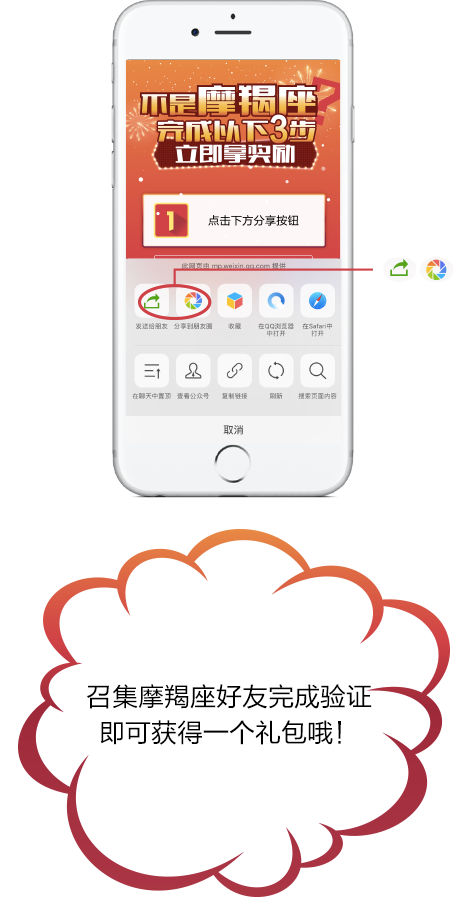 不是摩羯座?
完成以下3步
立即拿奖励
1 点击下方分享按钮
此网页由 mp.weixin.qq.com 提供
发送给朋友 分享到朋友圈 收藏 在QQ浏览器中打开 在Safari中打开
在聊天中置顶 查看公众号 复制链接 刷新 搜索页面内容
取消
召集摩羯座好友完成验证
即可获得一个礼包哦！